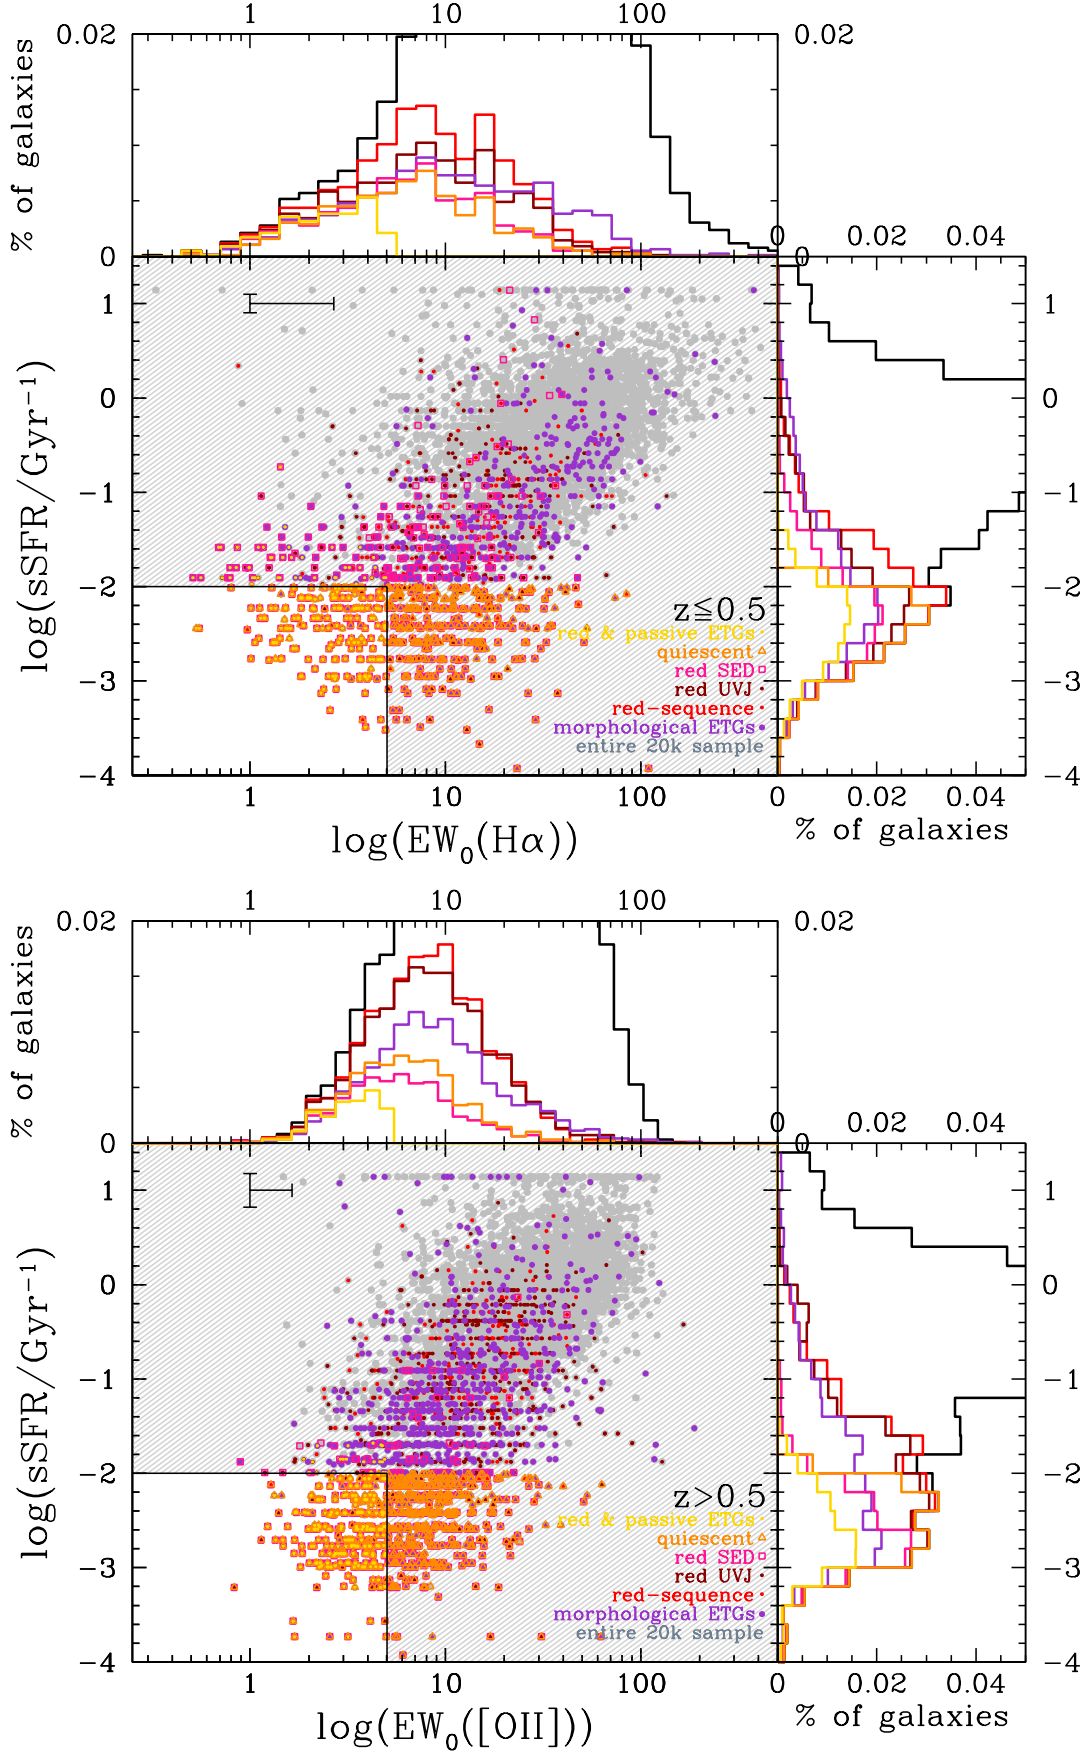 1 10 100
0.02 0.02
% of galaxies
0 0 0.02 0.04
0
1 1
0 0
−1 −1
−2 −2
−3 −3
−4 −4
log(sSFR/Gyr⁻¹)
z≦0.5
red & passive ETGs
quiescent
red SED
red UVJ
red−sequence
morphological ETGs
entire 20k sample
1 10 100 0 0.02 0.04
log(EW₀(Hα))
% of galaxies
1 10 100
0.02 0.02
% of galaxies
0 0 0.02 0.04
0
1 1
0 0
−1 −1
−2 −2
−3 −3
−4 −4
log(sSFR/Gyr⁻¹)
z>0.5
red & passive ETGs
quiescent
red SED
red UVJ
red−sequence
morphological ETGs
entire 20k sample
1 10 100 0 0.02 0.04
log(EW₀([OII]))
% of galaxies